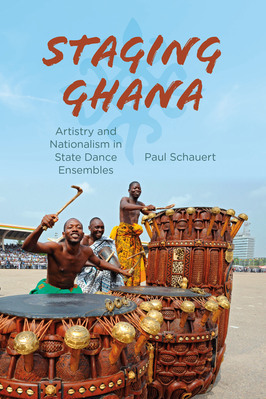 STAGING
GHANA
Artistry and
Nationalism in
State Dance
Ensembles
Paul Schauert